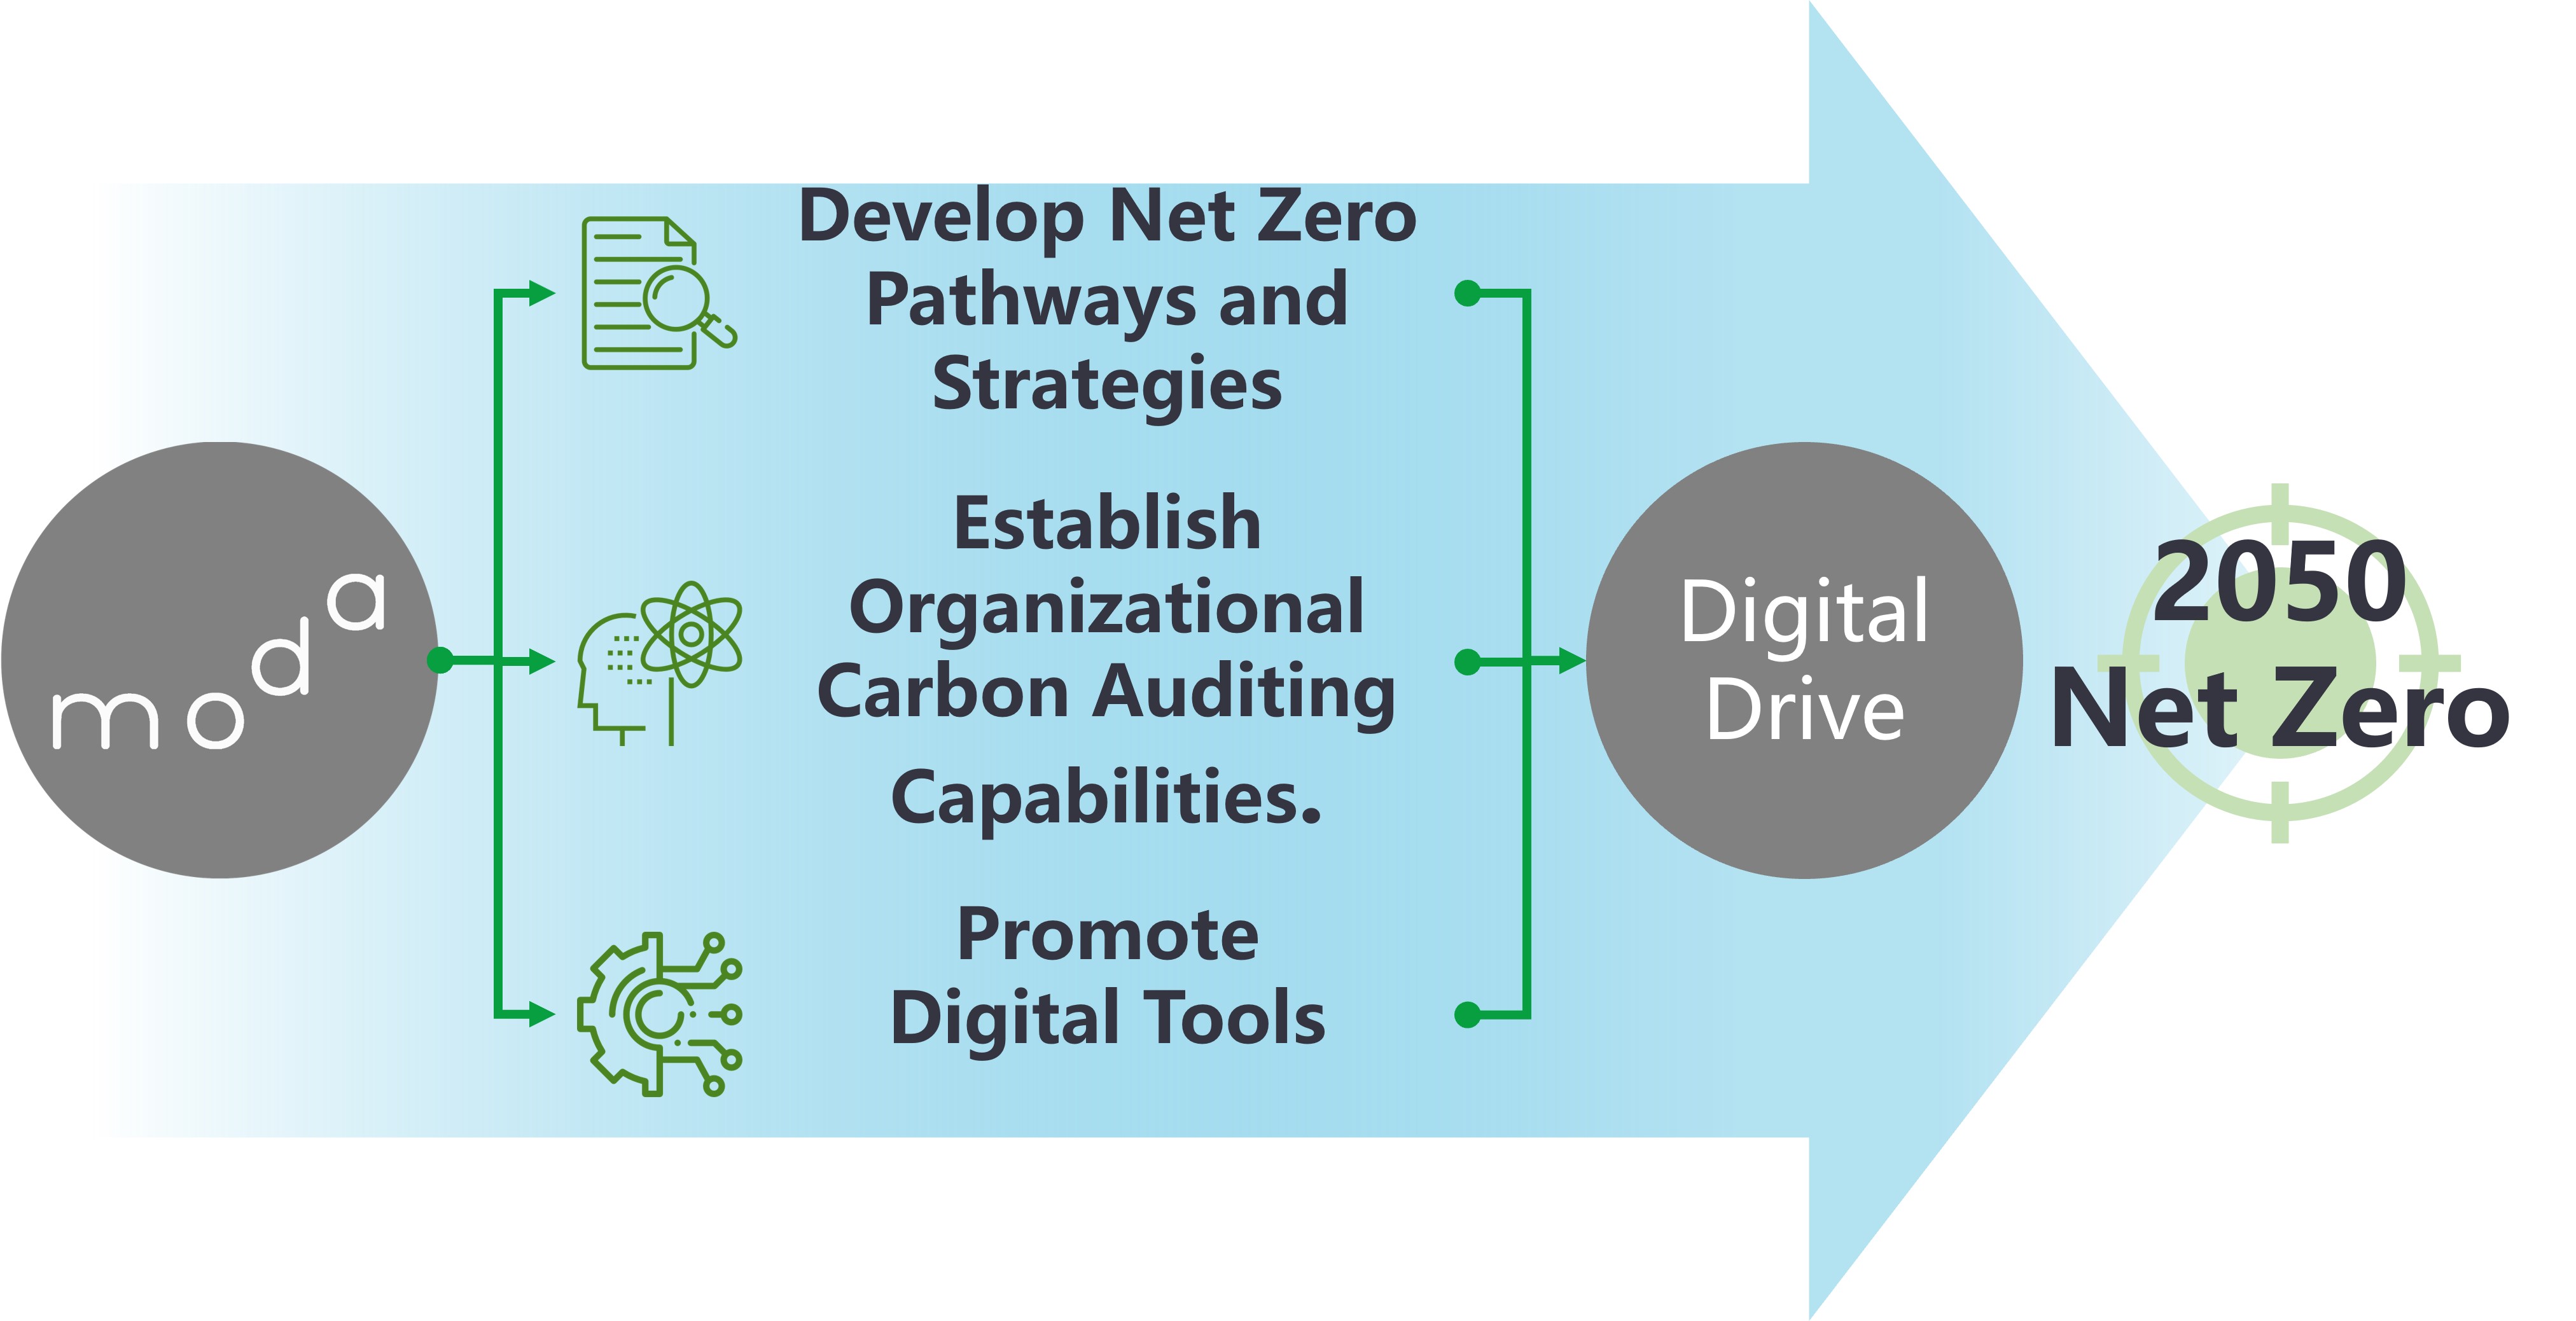 moda
Develop Net Zero
Pathways and
Strategies
Establish
Organizational
Carbon Auditing
Capabilities.
Promote
Digital Tools
Digital
Drive
2050
Net Zero